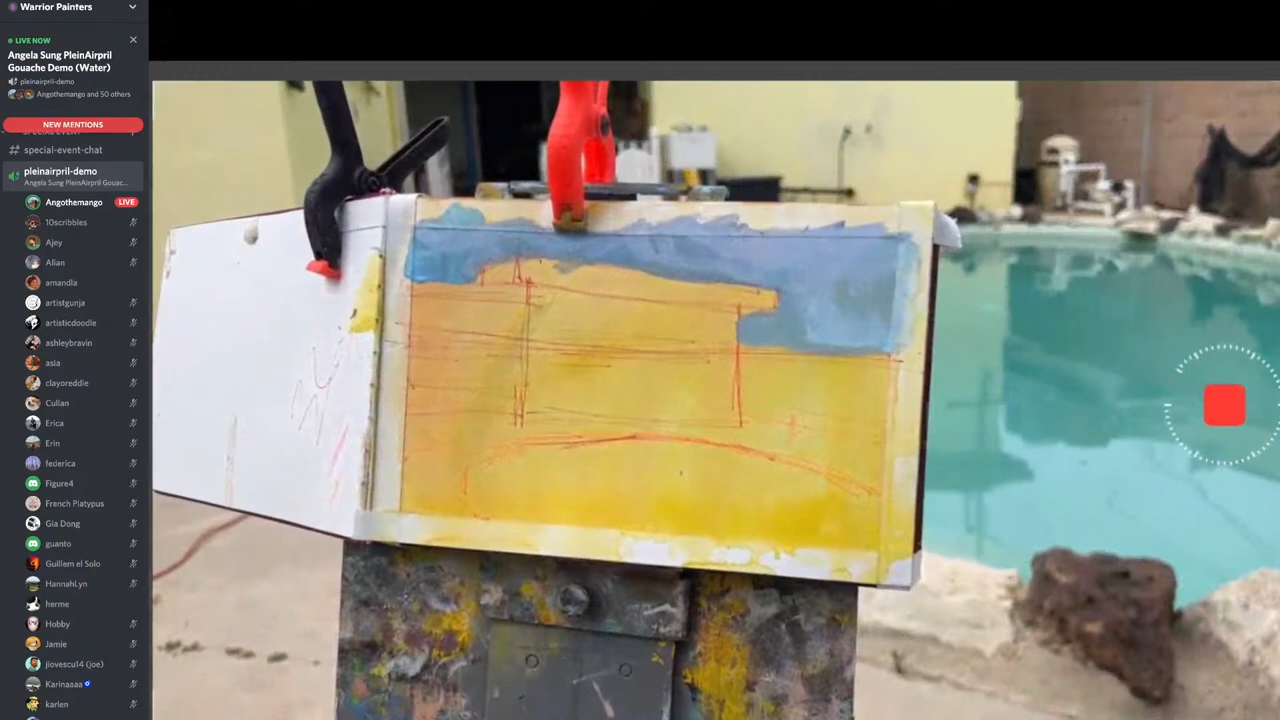 Warrior Painters
LIVE NOW
Angela Sung PleinAirpril
Gouache Demo (Water)
pleinairpril-demo
Angothemango and 50 others
NEW MENTIONS
special-event-chat
pleinairpril-demo
Angela Sung PleinAirpril Gouac...
Angothemango LIVE
10scribbles
Ajey
Alian
amandla
artistgunja
artisticdoodle
ashleybravin
asia
clayoreddie
Cullan
Erica
Erin
federica
Figure4
French Platypus
Gia Dong
guanto
Guillem el Solo
HannahLyn
herme
Hobby
Jamie
jiovescu14 (joe)
Karinaaaa
karlen